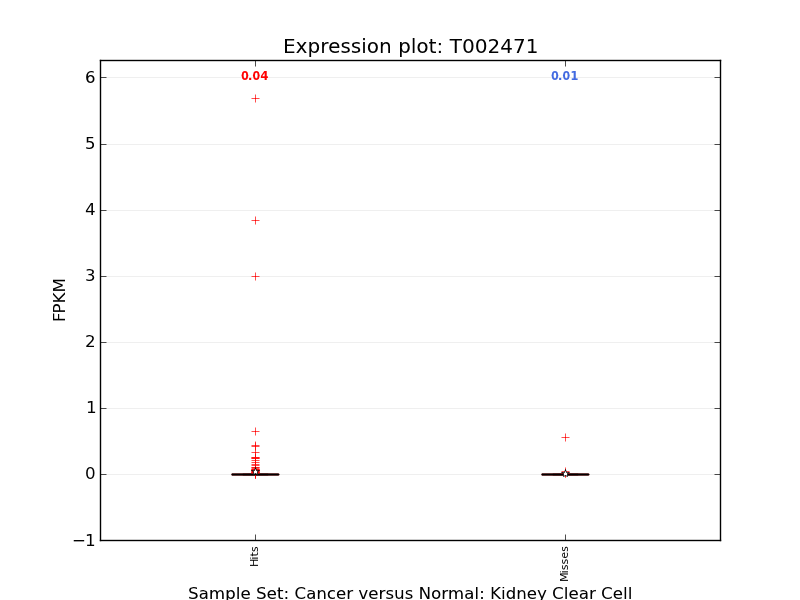 Expression plot: T002471
0.04
0.01
6
5
4
3
2
1
0
−1
FPKM
Hits
Misses
Sample Set: Cancer versus Normal: Kidney Clear Cell